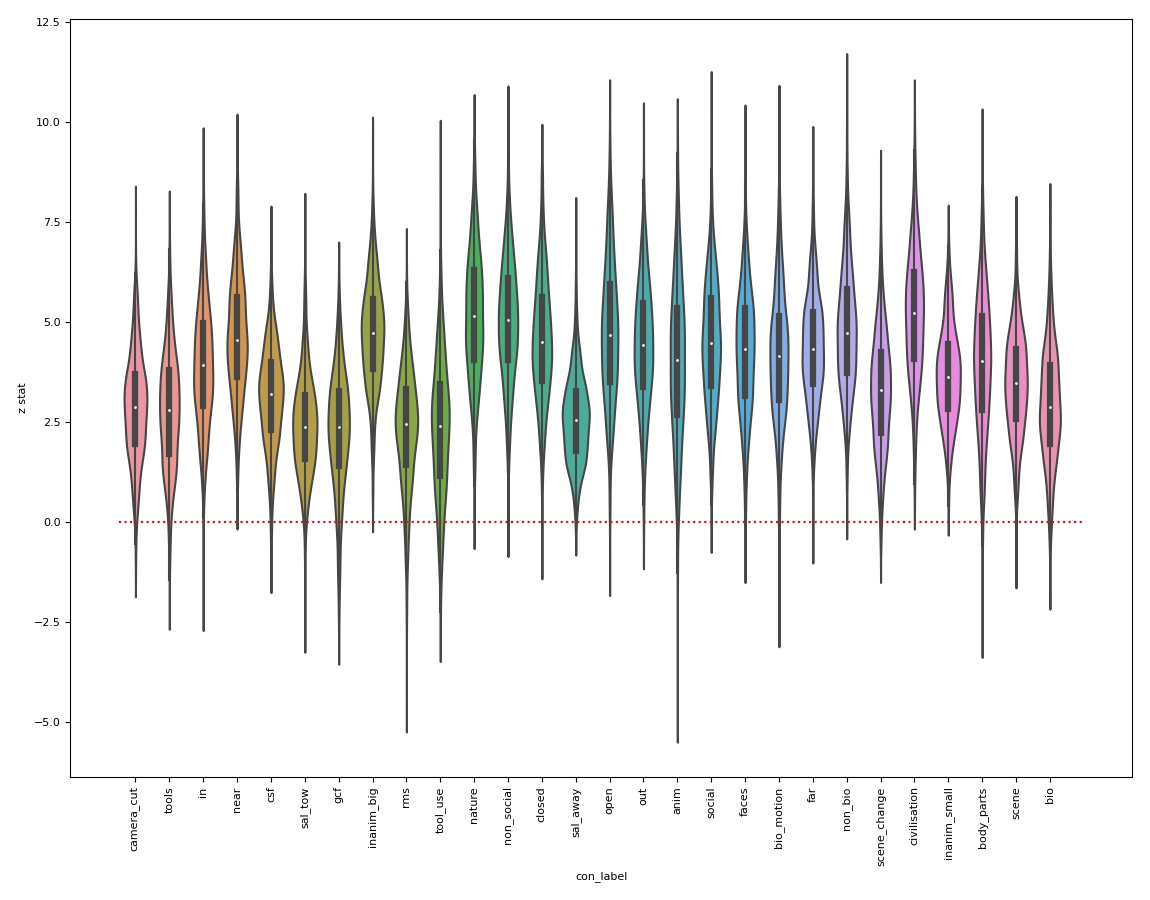 12.5
10.0
7.5
5.0
2.5
0.0
−2.5
−5.0
z stat
camera_cut
tools
in
near
csf
sal_tow
gcf
inanim_big
rms
tool_use
nature
non_social
closed
sal_away
open
out
anim
social
faces
bio_motion
far
non_bio
scene_change
civilisation
inanim_small
body_parts
scene
bio
con_label